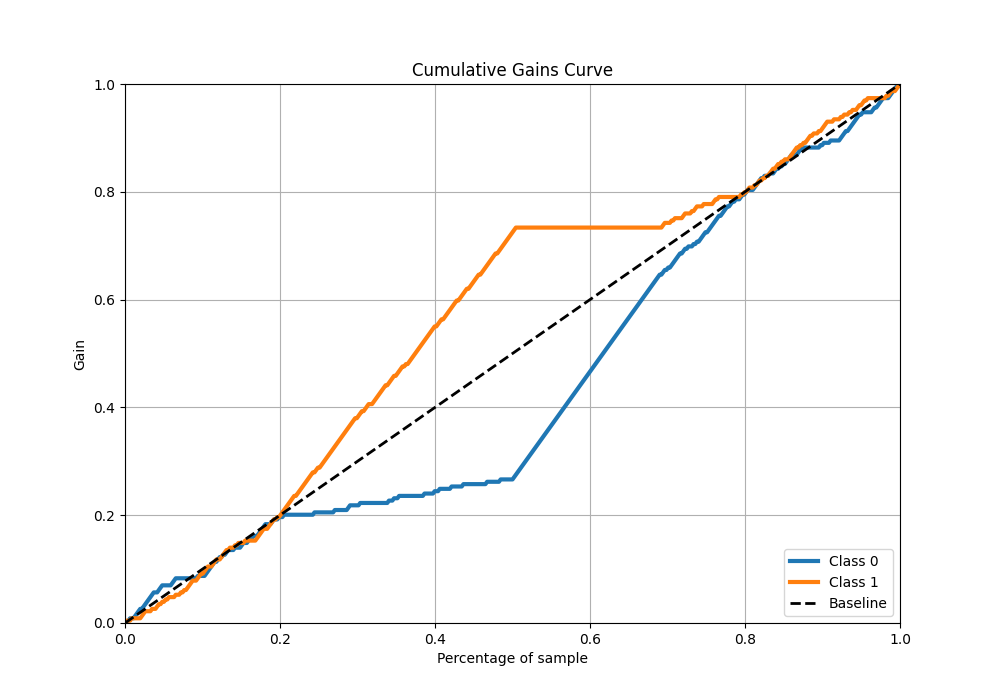 Cumulative Gains Curve
1.0
0.8
0.6
0.4
0.2
0.0
Gain
0.0 0.2 0.4 0.6 0.8 1.0
Percentage of sample
Class 0
Class 1
Baseline